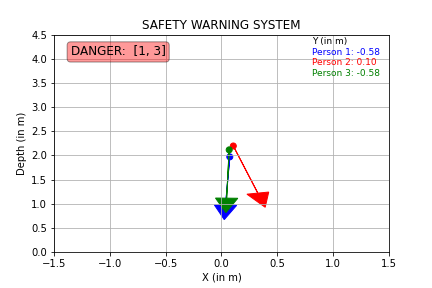 SAFETY WARNING SYSTEM
DANGER:  [1, 3]
Y (in m)
Person 1: -0.58
Person 2: 0.10
Person 3: -0.58
4.5
4.0
3.5
3.0
2.5
2.0
1.5
1.0
0.5
0.0
Depth (in m)
-1.5 -1.0 -0.5 0.0 0.5 1.0 1.5
X (in m)